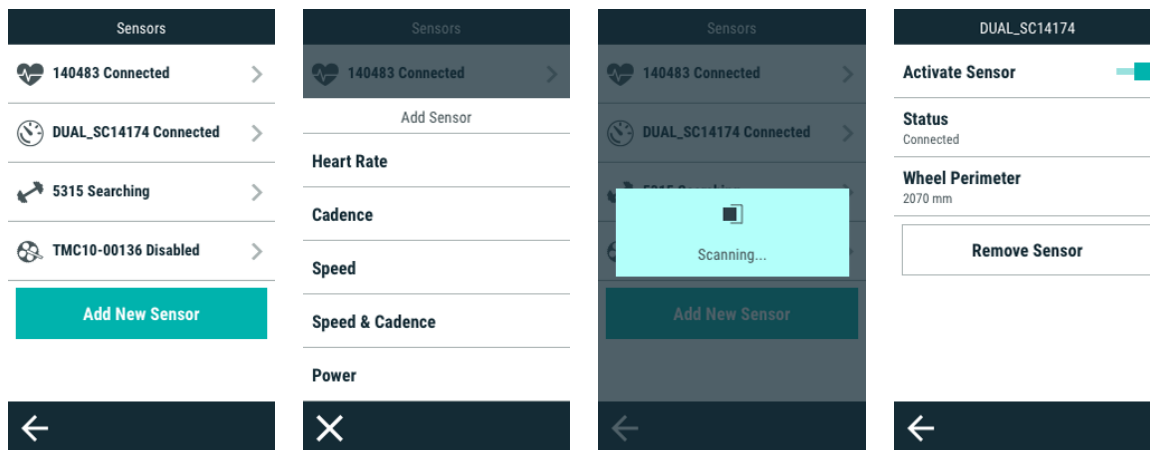 Sensors
140483 Connected
DUAL_SC14174 Connected
5315 Searching
TMC10-00136 Disabled
Add New Sensor
Sensors
140483 Connected
Add Sensor
Heart Rate
Cadence
Speed
Speed & Cadence
Power
Sensors
140483 Connected
DUAL_SC14174 Connected
Scanning...
Add New Sensor
DUAL_SC14174
Activate Sensor
Status
Connected
Wheel Perimeter
2070 mm
Remove Sensor